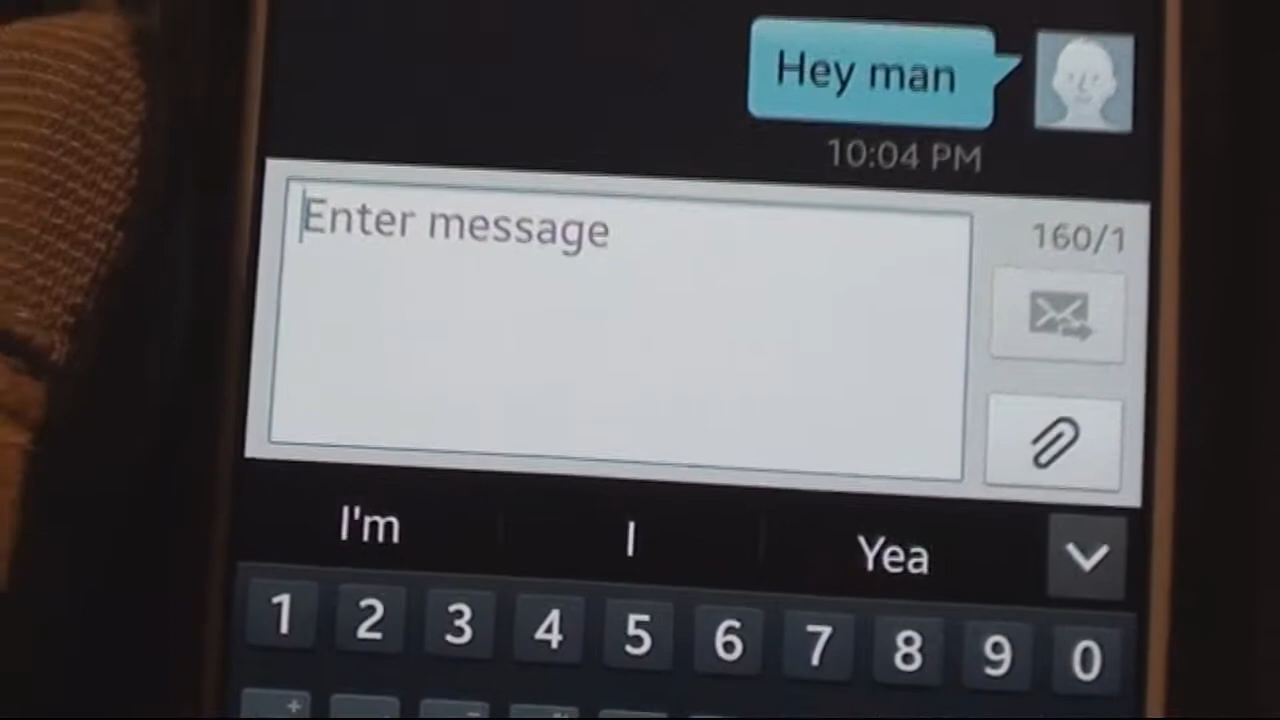 Hey man
10:04 PM
Enter message
160/1
I'm I Yea
1 2 3 4 5 6 7 8 9 0